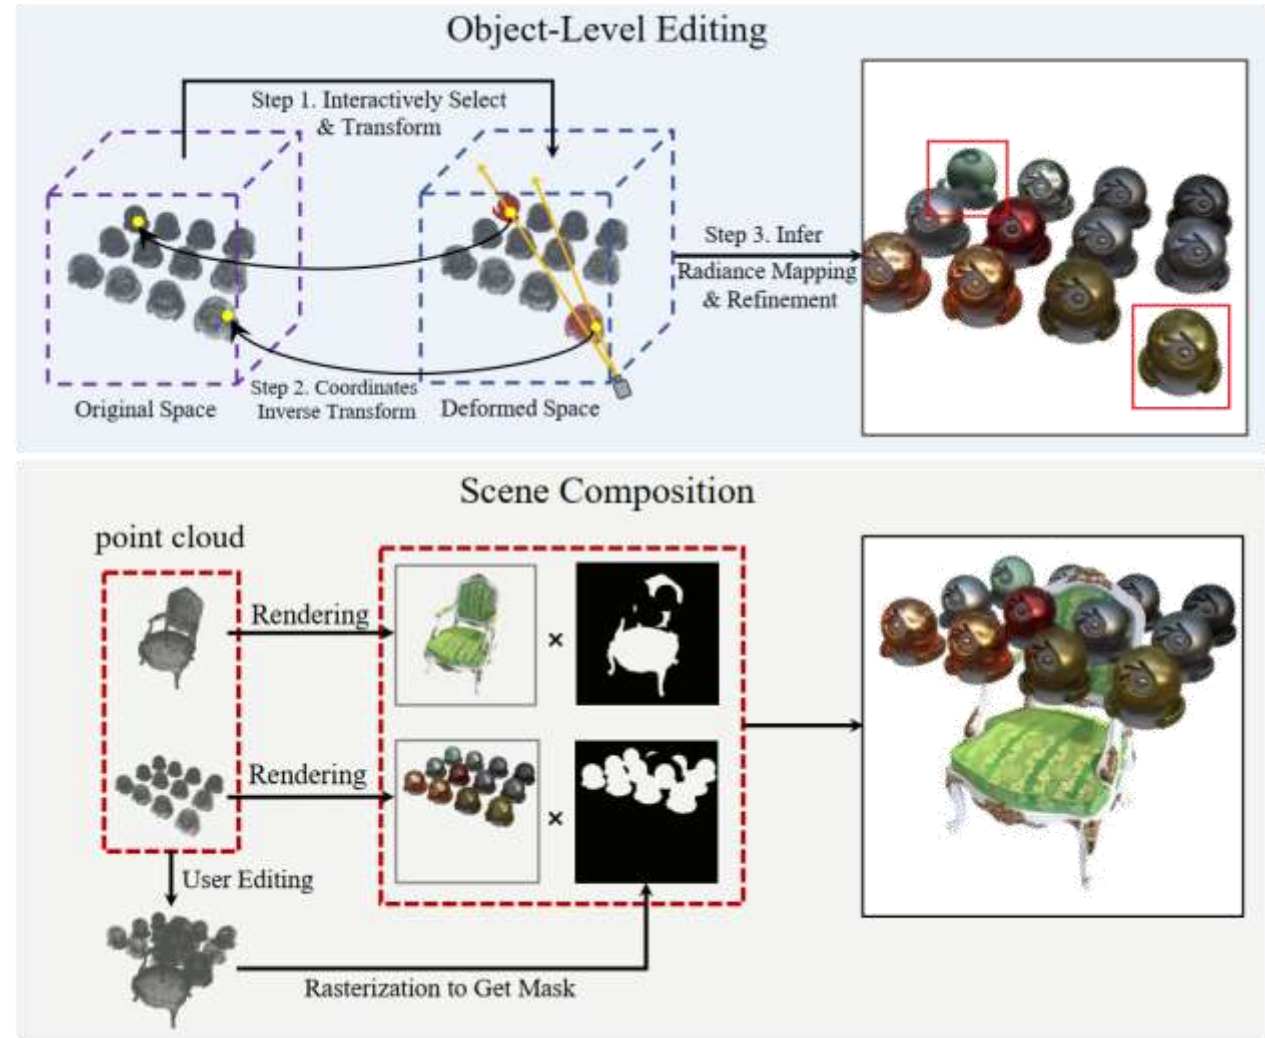 Object-Level Editing
Step 1. Interactively Select
& Transform
Step 3. Infer
Radiance Mapping
& Refinement
Step 2. Coordinates
Inverse Transform
Original Space
Deformed Space
Scene Composition
point cloud
Rendering
×
Rendering
×
User Editing
Rasterization to Get Mask